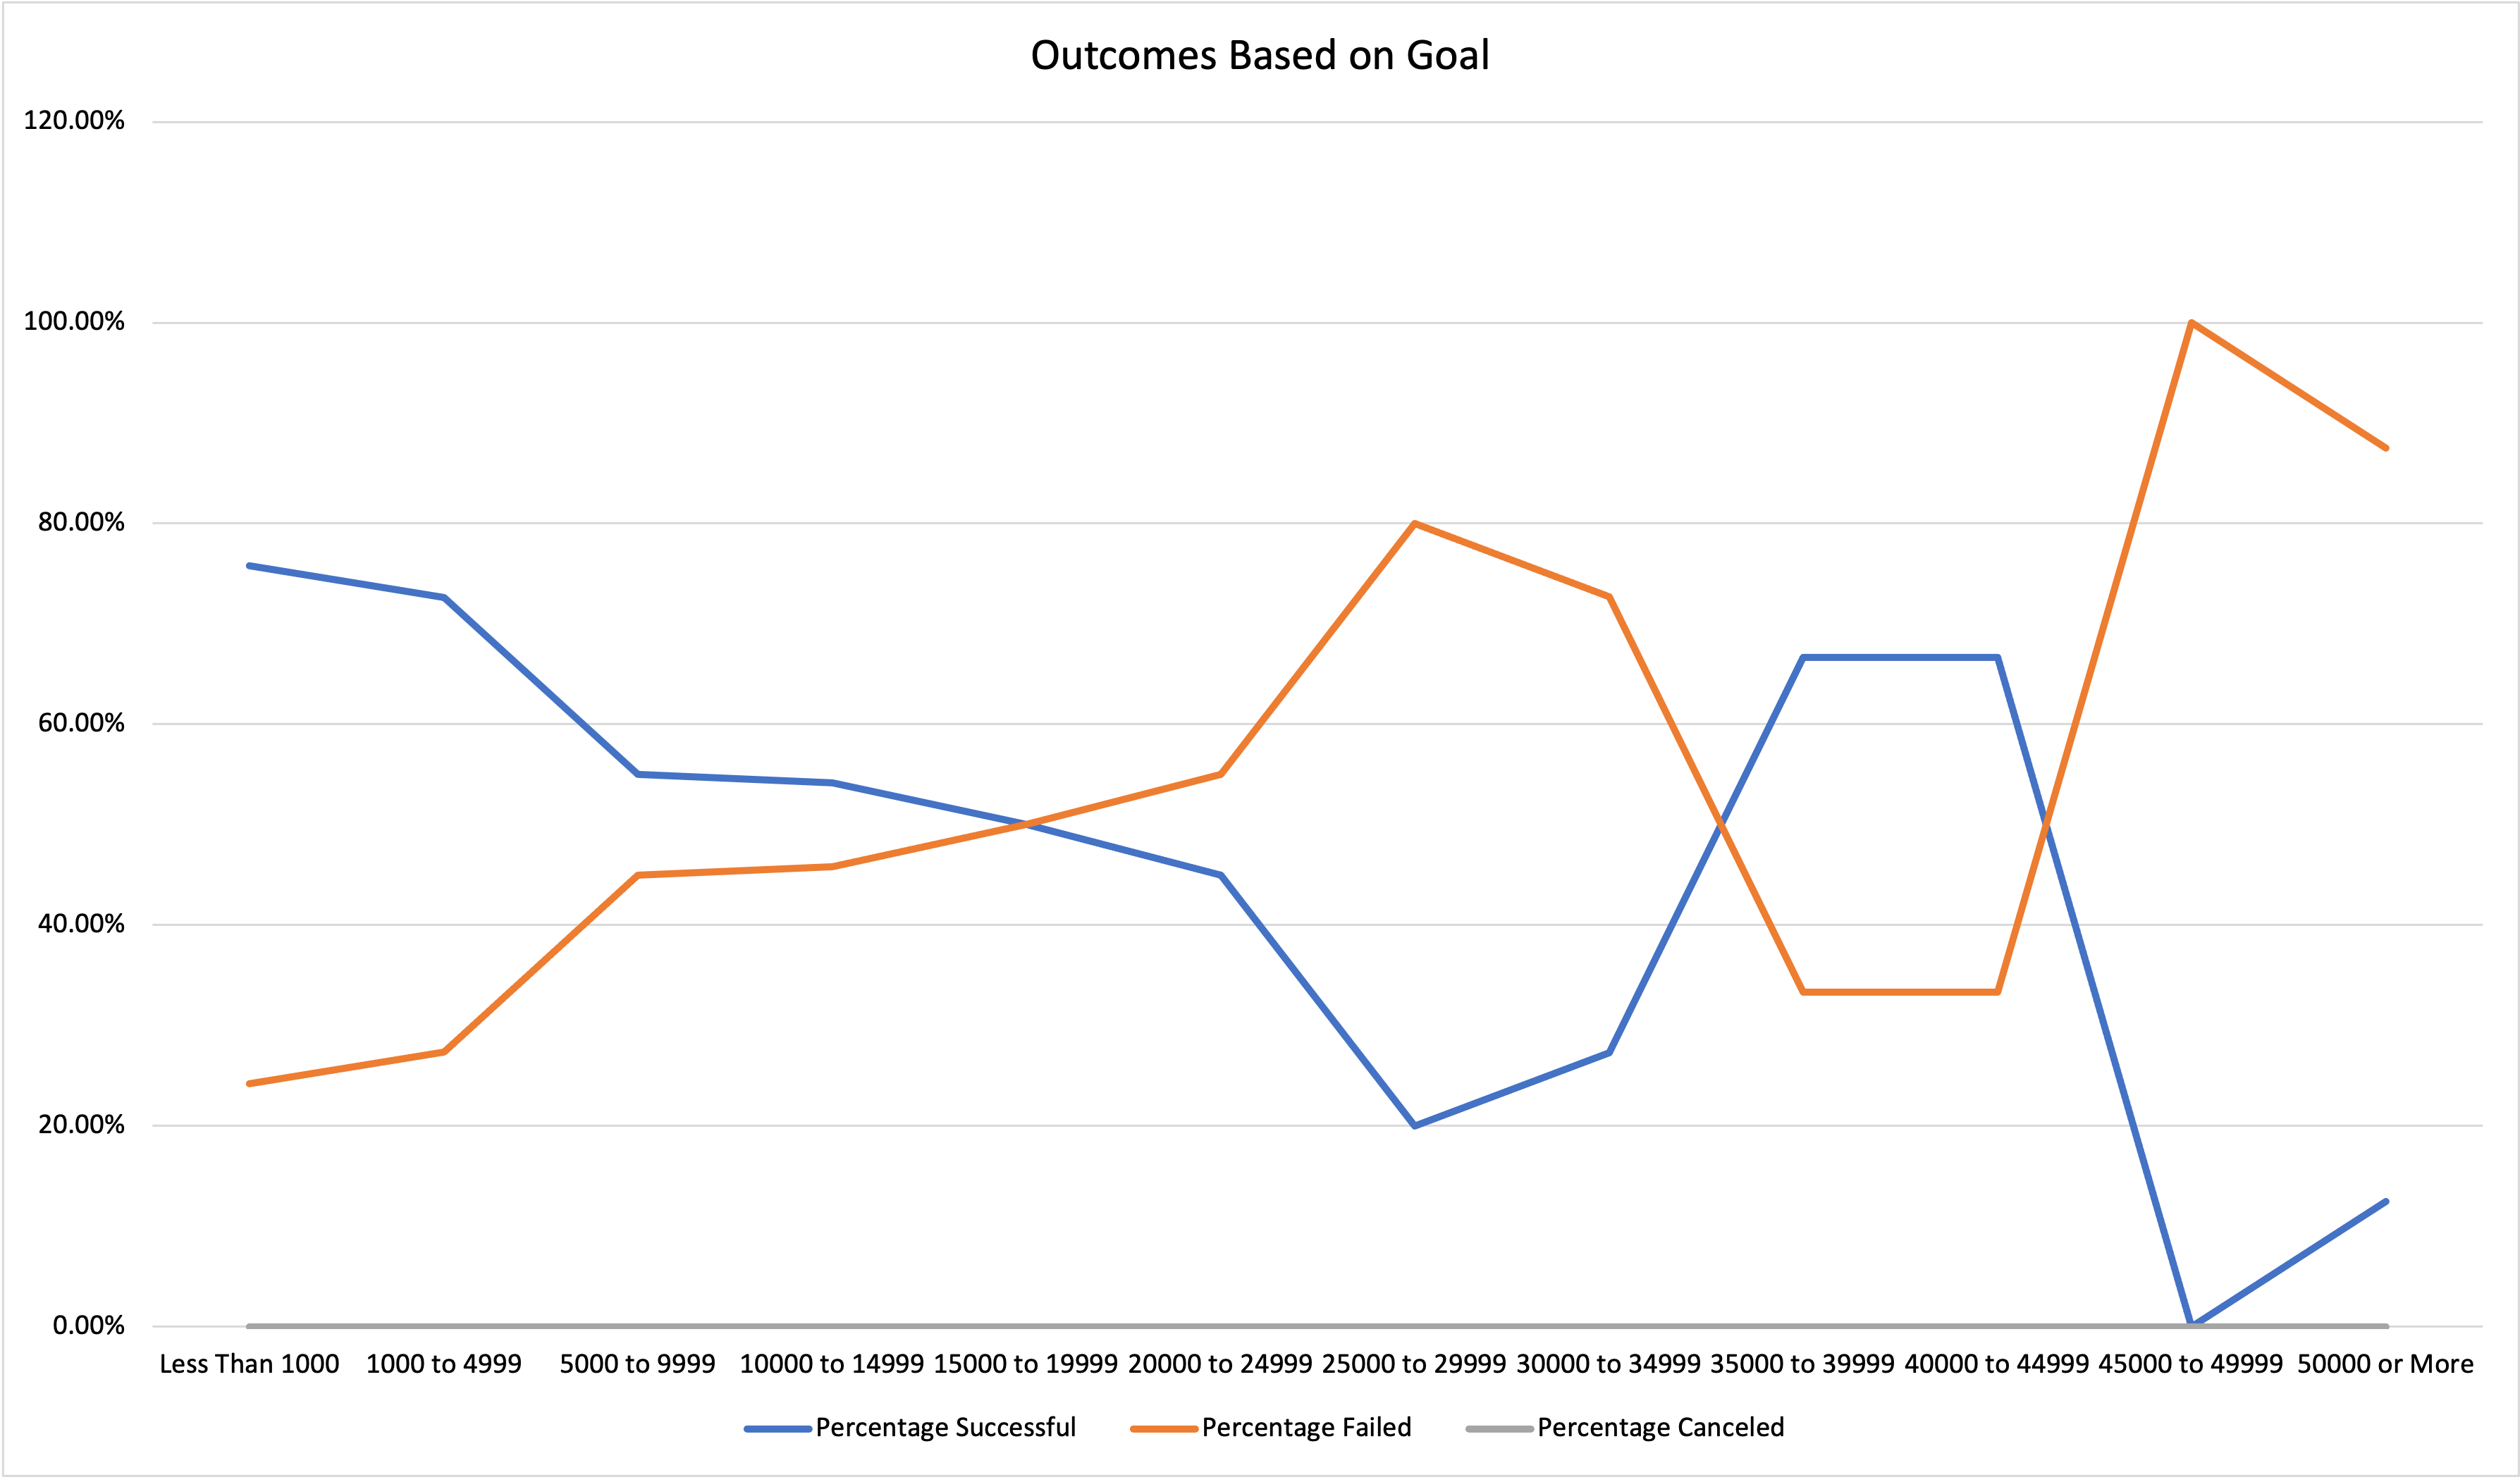 Outcomes Based on Goal
120.00%
100.00%
80.00%
60.00%
40.00%
20.00%
0.00%
Less Than 1000 1000 to 4999 5000 to 9999 10000 to 14999 15000 to 19999 20000 to 24999 25000 to 29999 30000 to 34999 35000 to 39999 40000 to 44999 45000 to 49999 50000 or More
Percentage Successful Percentage Failed Percentage Canceled